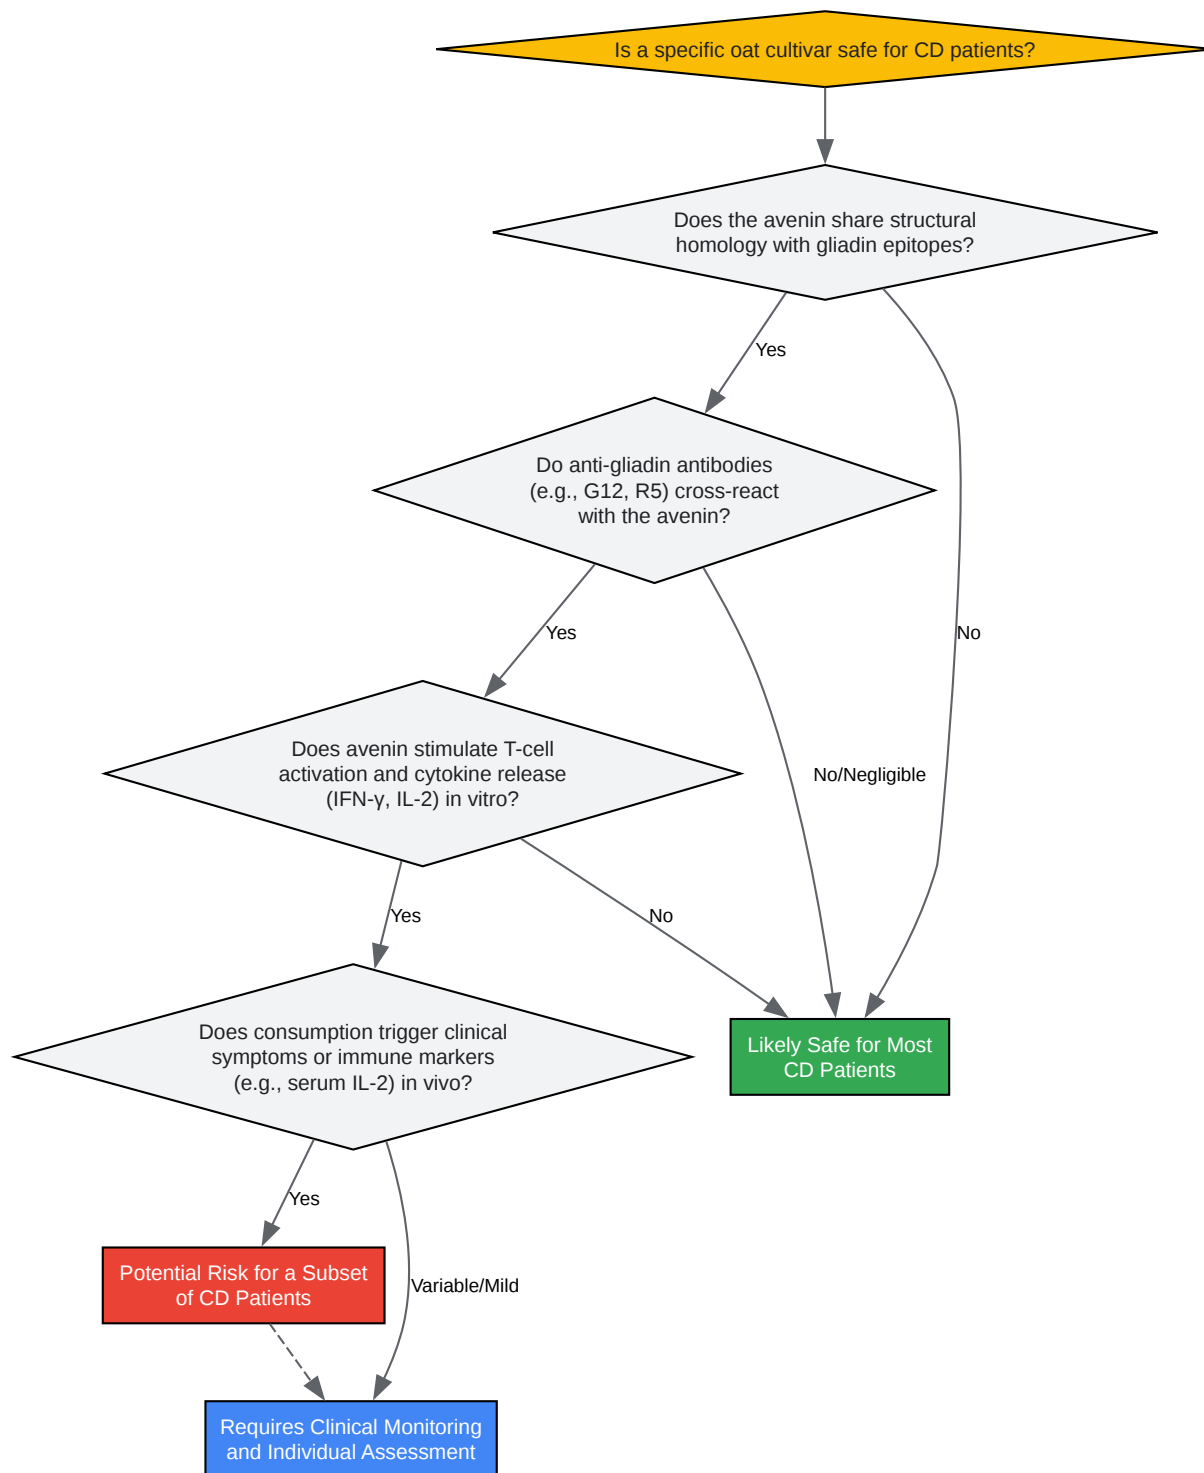 Is a specific oat cultivar safe for CD patients?
Does the avenin share structural
homology with gliadin epitopes?
Yes
Do anti-gliadin antibodies
(e.g., G12, R5) cross-react
with the avenin?
Yes
No
Does avenin stimulate T-cell
activation and cytokine release
(IFN-γ, IL-2) in vitro?
No/Negligible
Yes
No
Does consumption trigger clinical
symptoms or immune markers
(e.g., serum IL-2) in vivo?
Likely Safe for Most
CD Patients
Yes
Potential Risk for a Subset
of CD Patients
Variable/Mild
Requires Clinical Monitoring
and Individual Assessment